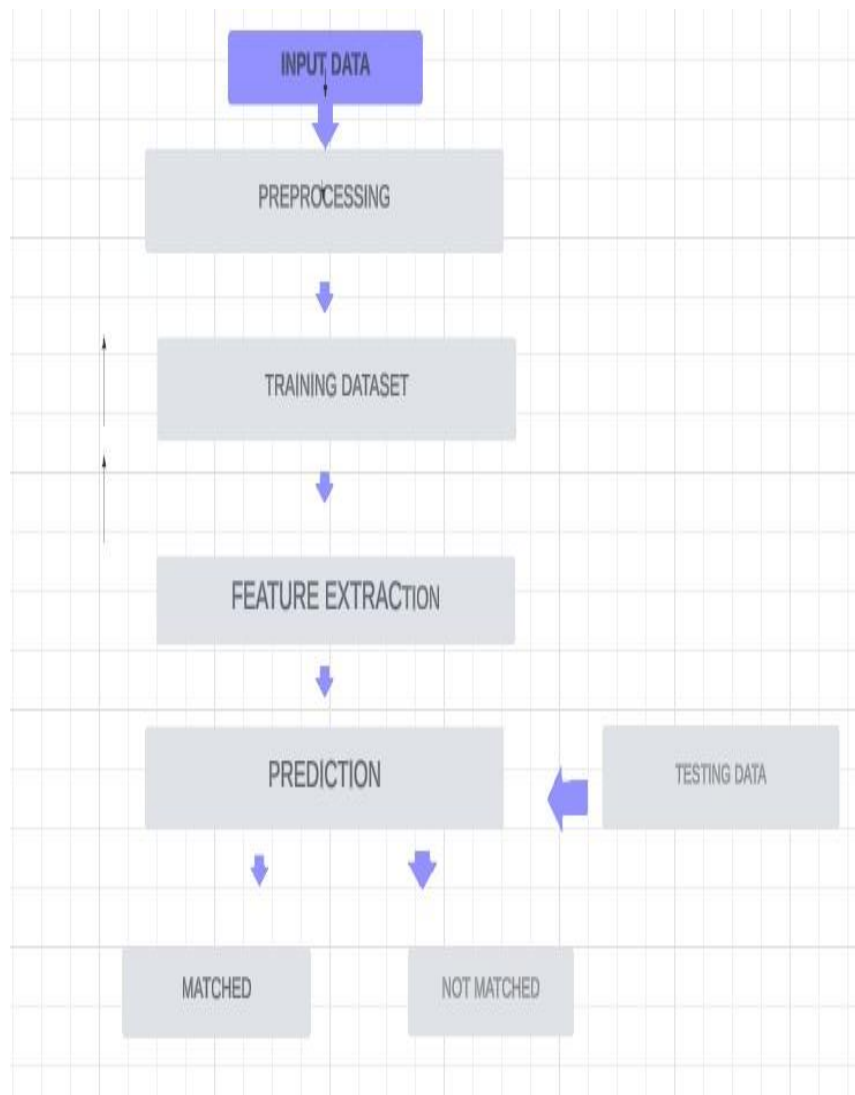 INPUT DATA
PREPROCESSING
TRAINING DATASET
FEATURE EXTRACTION
PREDICTION
TESTING DATA
MATCHED
NOT MATCHED